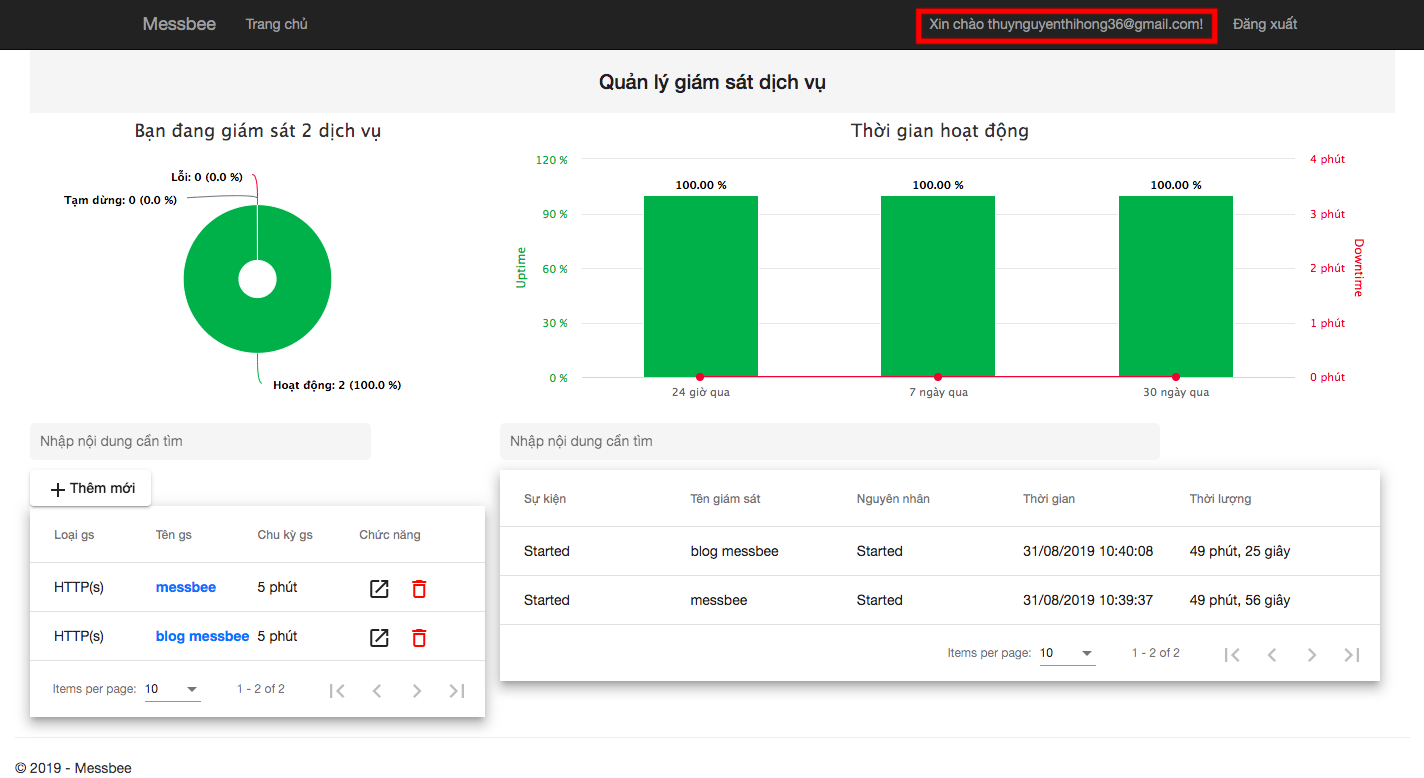 Messbee Trang chủ Xin chào thuynguyenthihong36@gmail.com! Đăng xuất
Quản lý giám sát dịch vụ
Bạn đang giám sát 2 dịch vụ
Lỗi: 0 (0.0 %)
Tạm dừng: 0 (0.0 %)
Hoạt động: 2 (100.0 %)
Thời gian hoạt động
120 %
90 %
60 %
30 %
0 %
Uptime
100.00 % 100.00 % 100.00 %
4 phút
3 phút
2 phút
1 phút
0 phút
Downtime
24 giờ qua 7 ngày qua 30 ngày qua
Nhập nội dung cần tìm
Thêm mới
Loại gs Tên gs Chu kỳ gs Chức năng
HTTP(s) messbee 5 phút
HTTP(s) blog messbee 5 phút
Items per page: 10 1 - 2 of 2
Nhập nội dung cần tìm
Sự kiện Tên giám sát Nguyên nhân Thời gian Thời lượng
Started blog messbee Started 31/08/2019 10:40:08 49 phút, 25 giây
Started messbee Started 31/08/2019 10:39:37 49 phút, 56 giây
Items per page: 10 1 - 2 of 2
© 2019 - Messbee